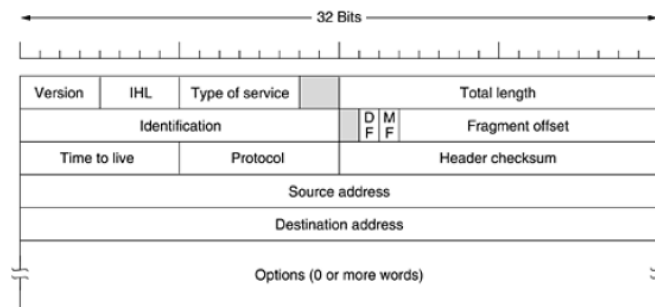 32 Bits
Version IHL Type of service Total length
Identification D F M F Fragment offset
Time to live Protocol Header checksum
Source address
Destination address
Options (0 or more words)